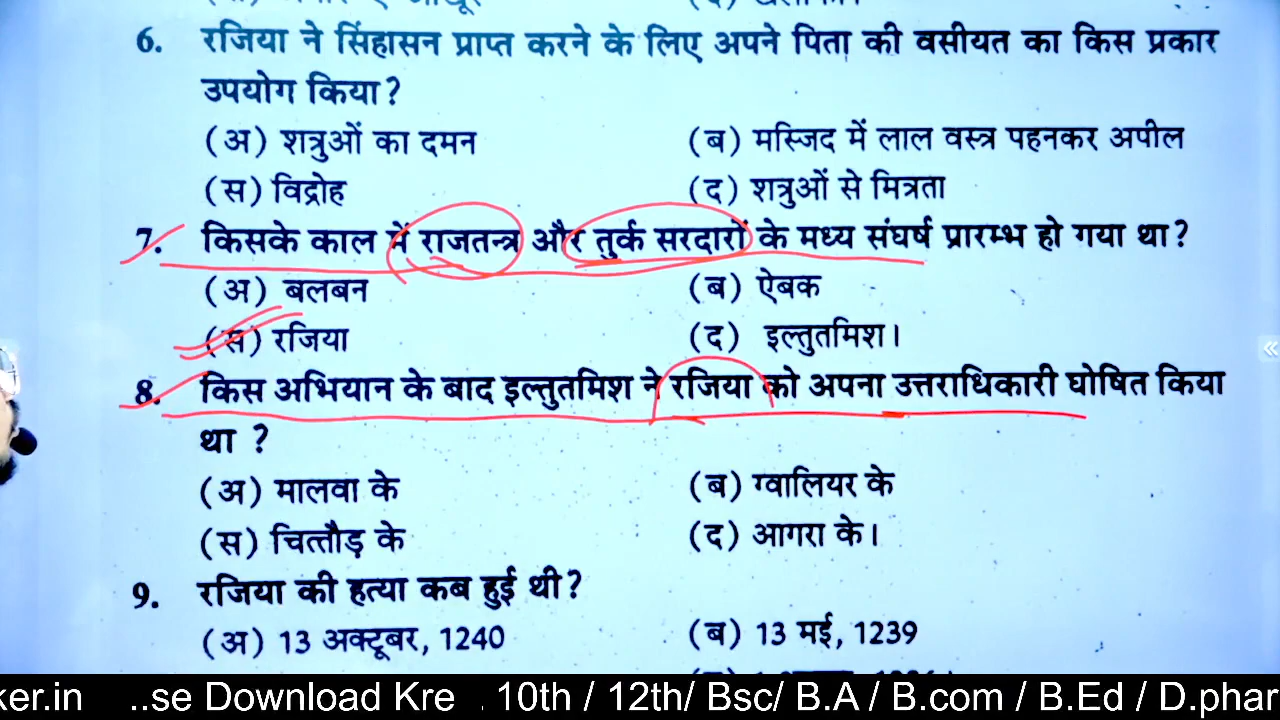 6. रजिया ने सिंहासन प्राप्त करने के लिए अपने पिता की वसीयत का किस प्रकार
उपयोग किया?
(अ) शत्रुओं का दमन (ब) मस्जिद में लाल वस्त्र पहनकर अपील
(स) विद्रोह (द) शत्रुओं से मित्रता
7. किसके काल में राजतन्त्र और तुर्क सरदारों के मध्य संघर्ष प्रारम्भ हो गया था?
(अ) बलबन (ब) ऐबक
(स) रजिया (द) इल्तुतमिश।
8. किस अभियान के बाद इल्तुतमिश ने रजिया को अपना उत्तराधिकारी घोषित किया
था ?
(अ) मालवा के (ब) ग्वालियर के
(स) चित्तौड़ के (द) आगरा के।
9. रजिया की हत्या कब हुई थी?
(अ) 13 अक्टूबर, 1240 (ब) 13 मई, 1239
ker.in ..se Download Kre . 10th / 12th/ Bsc/ B.A / B.com / B.Ed / D.phar